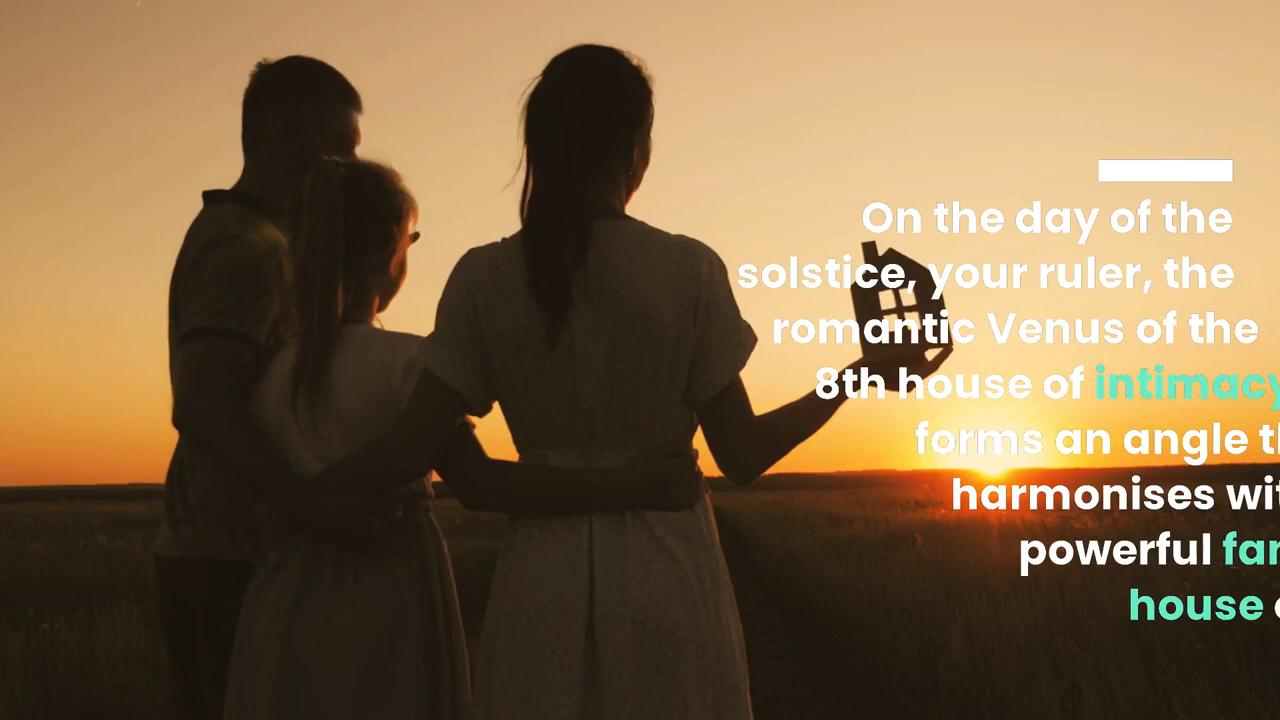 On the day of the
solstice, your ruler, the
romantic Venus of the
8th house of intimacy
forms an angle
harmonises
powerful
house